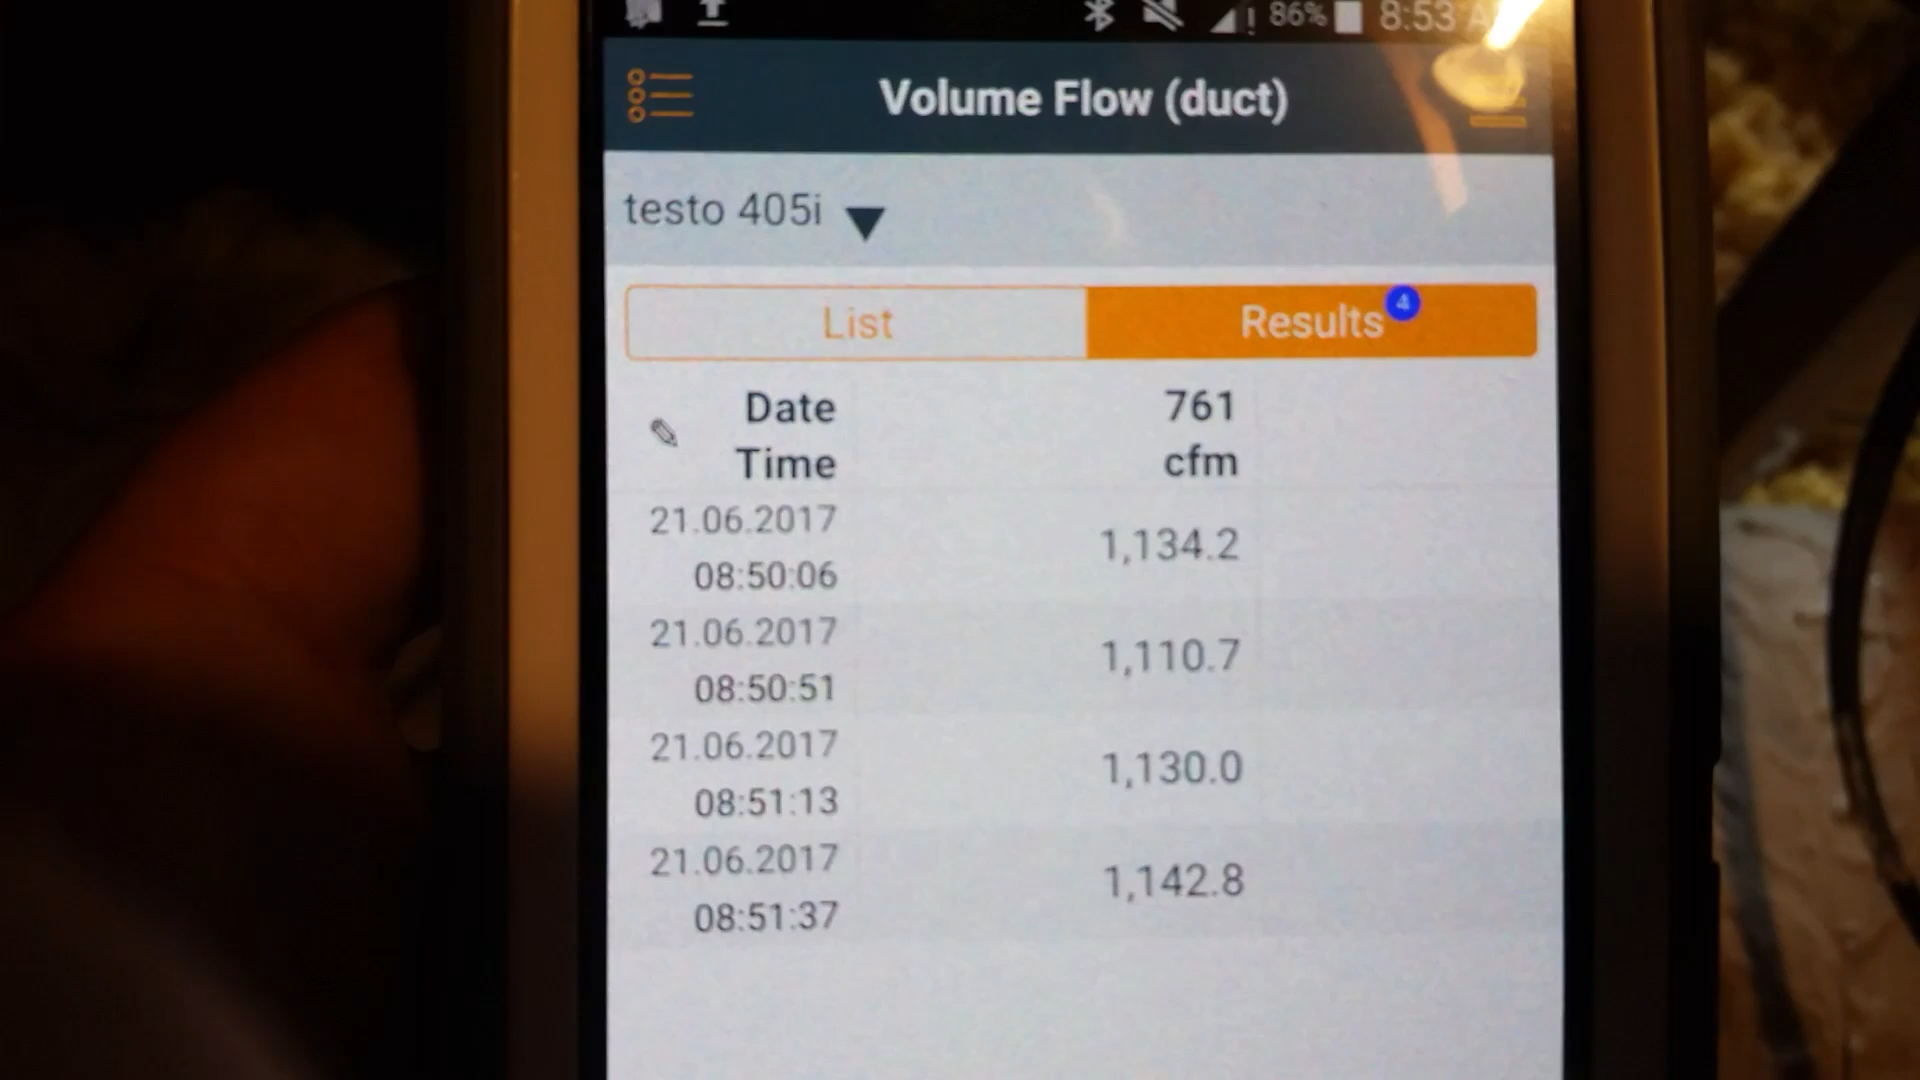 86% 8:53 A
Volume Flow (duct)
testo 405i
List
Results 4
Date 761
Time cfm
21.06.2017
08:50:06
1,134.2
21.06.2017
08:50:51
1,110.7
21.06.2017
08:51:13
1,130.0
21.06.2017
08:51:37
1,142.8